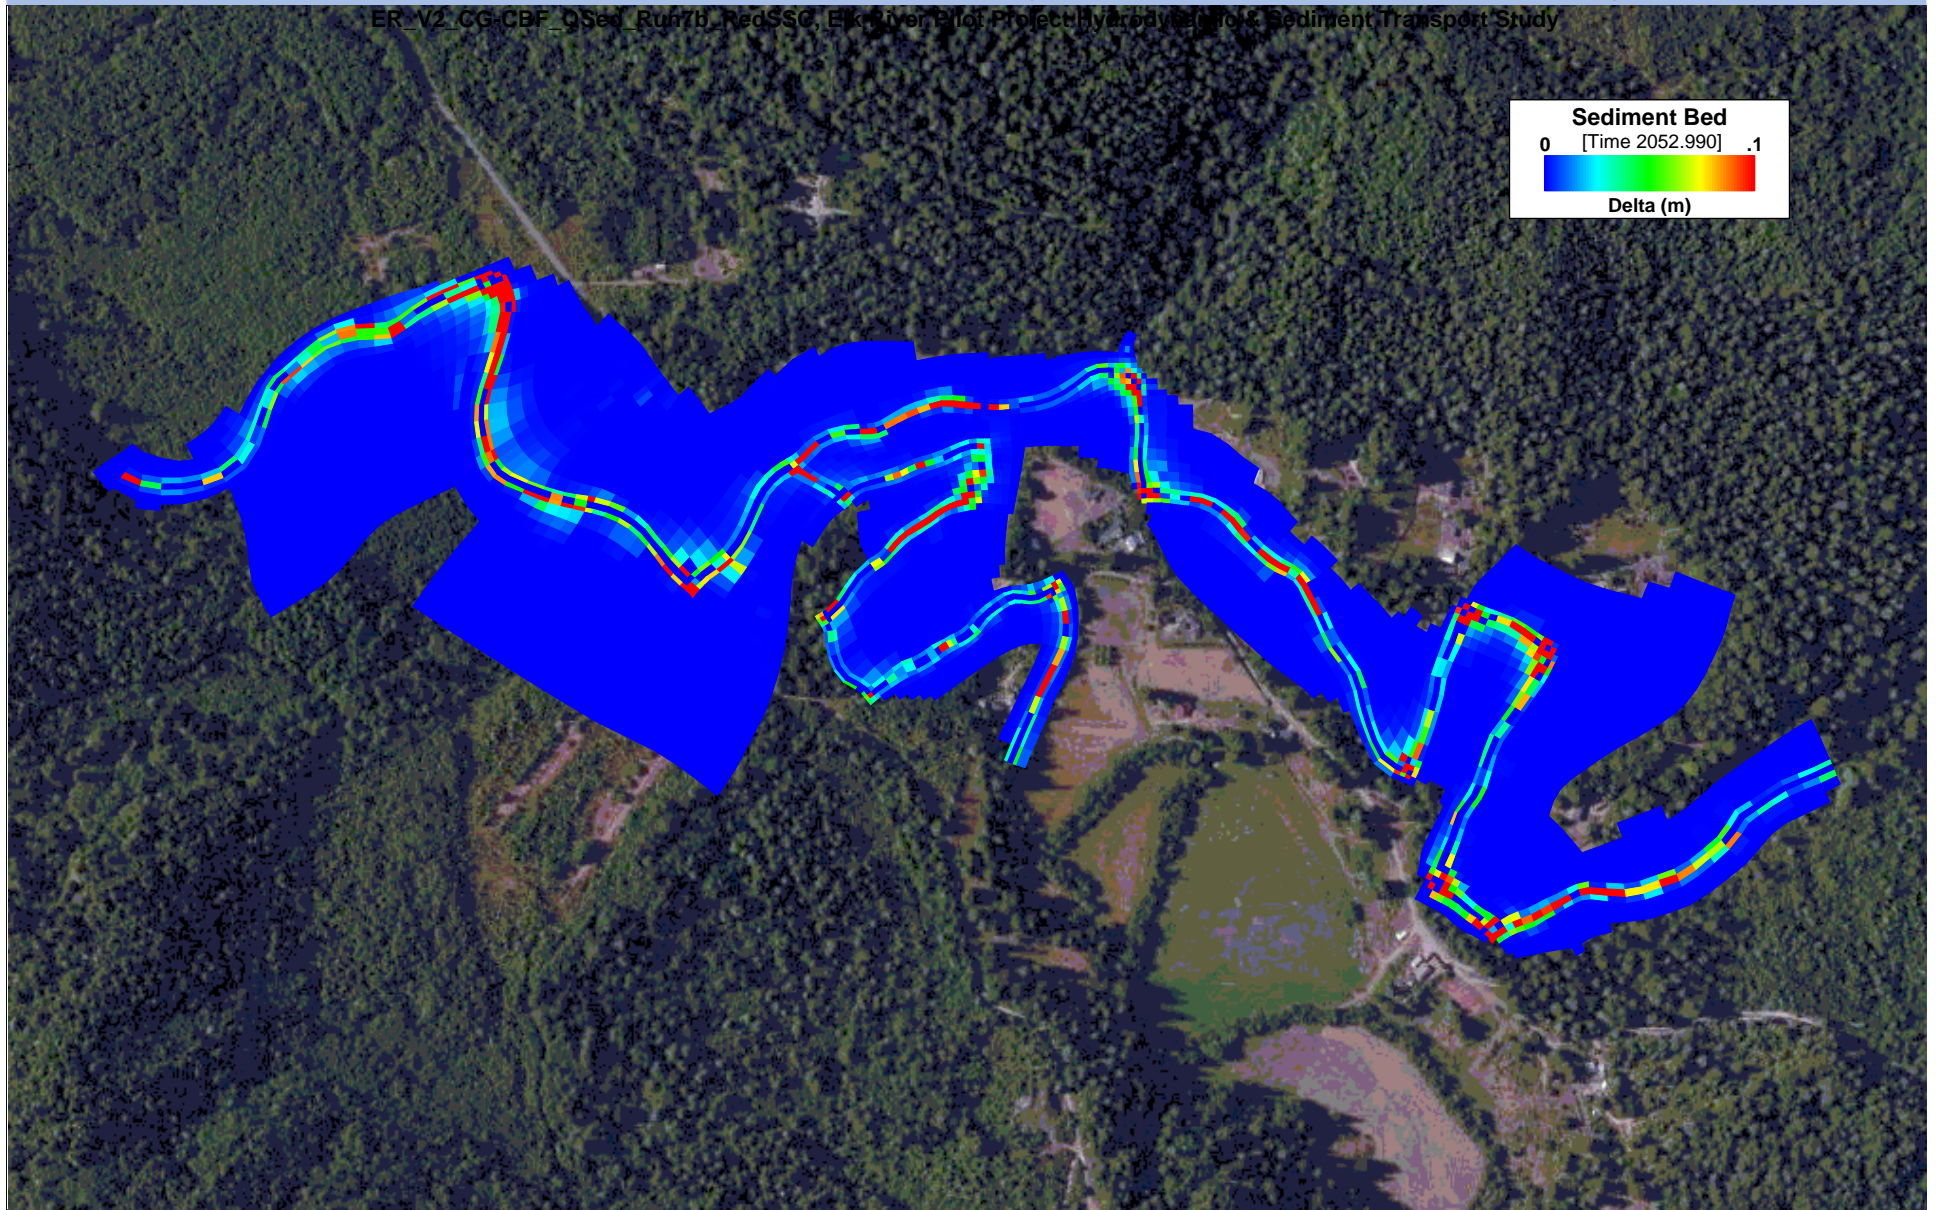 ER_V2_CG-CBF_QSed_Run7b_RedSSC, Elk River Pilot Project Hydrodynamic & Sediment Transport Study
Sediment Bed
0 [Time 2052.990] .1
Delta (m)